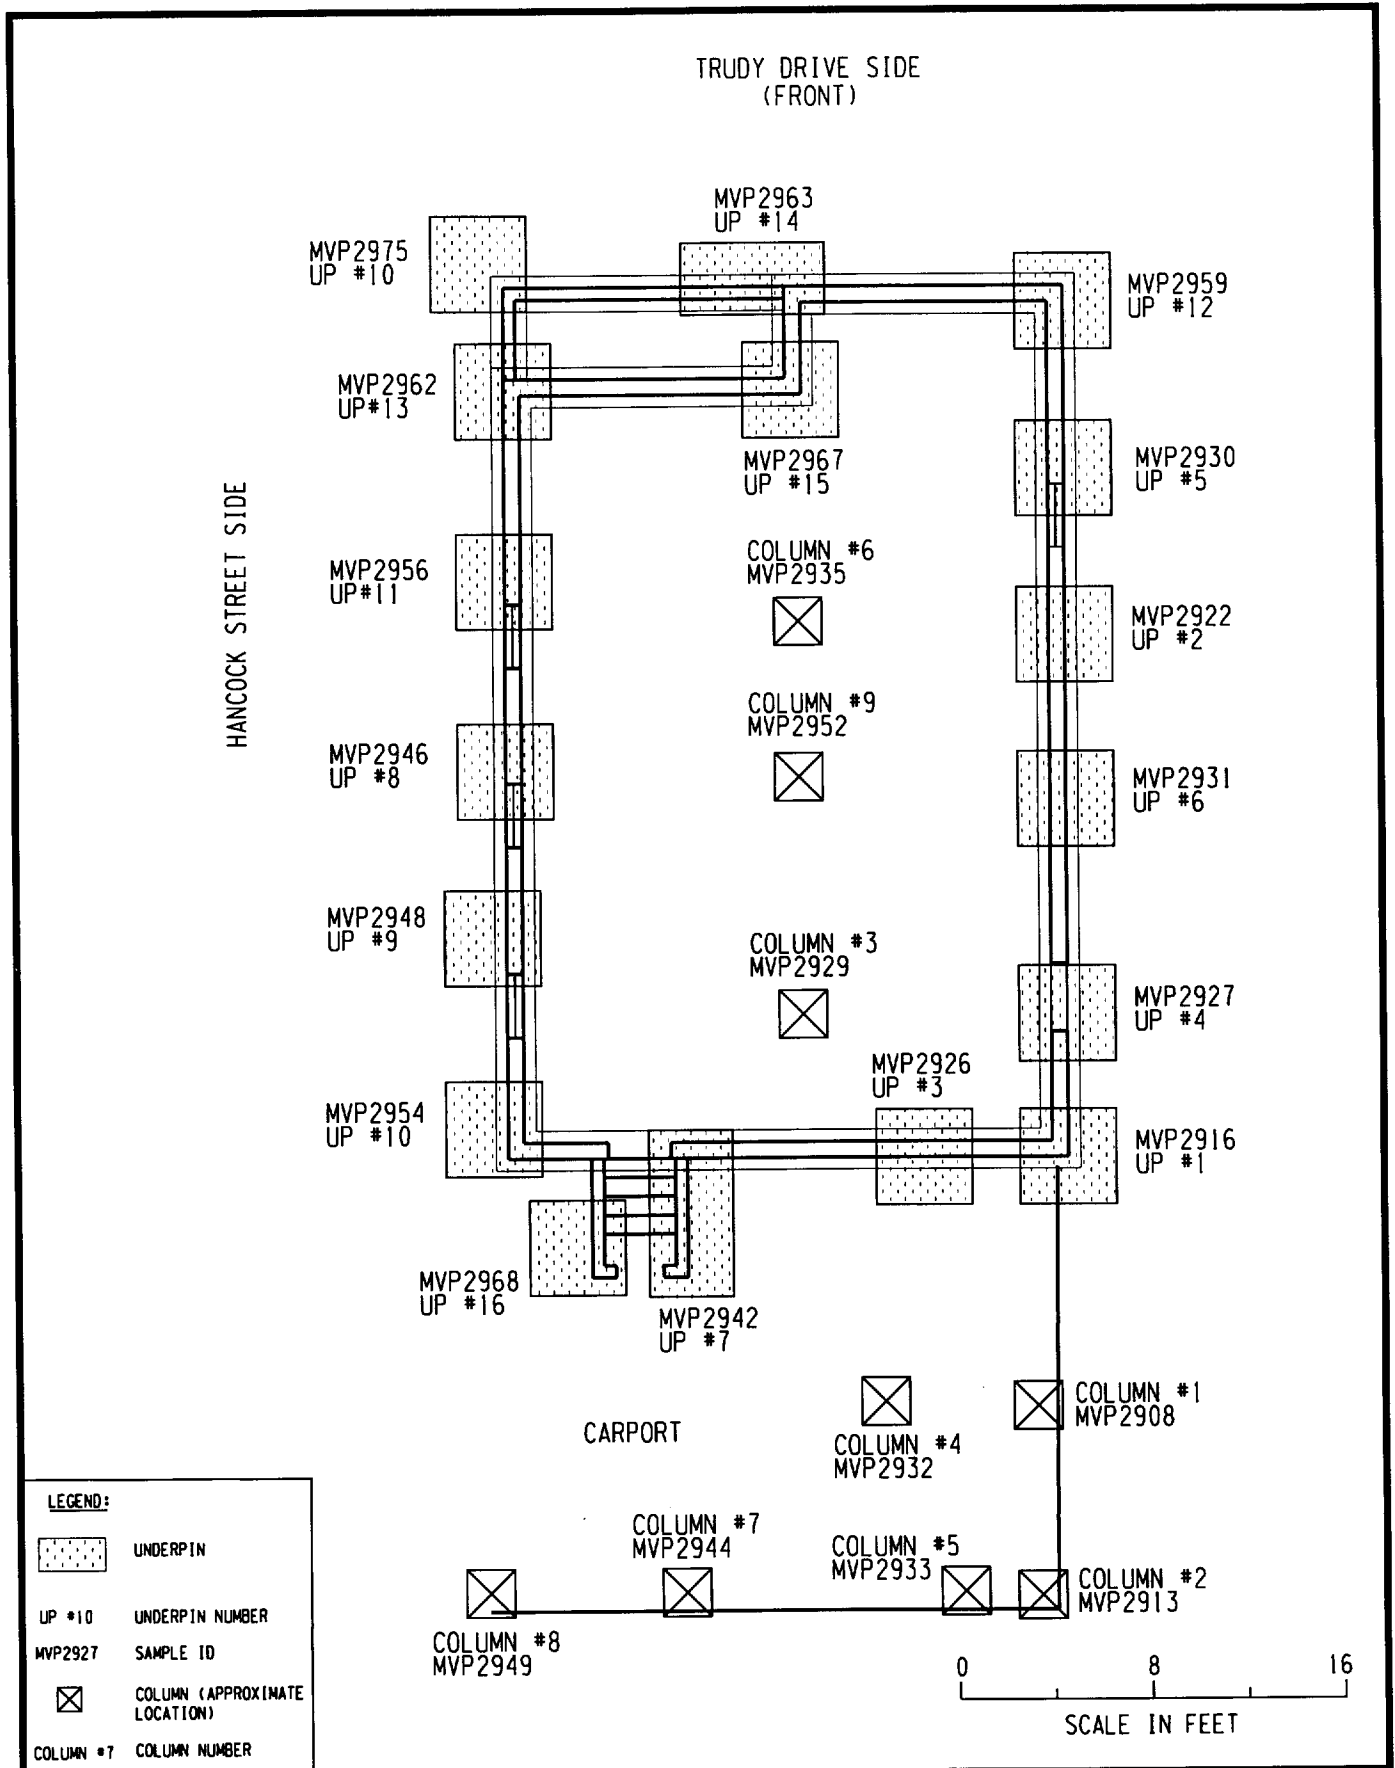 TRUDY DRIVE SIDE
(FRONT)
MVP2963
UP #14
MVP2975
UP #10
MVP2959
UP #12
MVP2962
UP#13
MVP2967
UP #15
MVP2930
UP #5
HANCOCK STREET SIDE
MVP2956
UP#11
COLUMN #6
MVP2935
MVP2922
UP #2
MVP2946
UP #8
COLUMN #9
MVP2952
MVP2931
UP #6
MVP2948
UP #9
COLUMN #3
MVP2929
MVP2927
UP #4
MVP2926
UP #3
MVP2954
UP #10
MVP2916
UP #1
MVP2968
UP #16
MVP2942
UP #7
CARPORT
COLUMN #4
MVP2932
COLUMN #1
MVP2908
COLUMN #7
MVP2944
COLUMN #5
MVP2933
COLUMN #2
MVP2913
COLUMN #8
MVP2949
LEGEND:
UNDERPIN
UP #10 UNDERPIN NUMBER
MVP2927 SAMPLE ID
COLUMN (APPROXIMATE
LOCATION)
COLUMN #7 COLUMN NUMBER
0 8 16
SCALE IN FEET